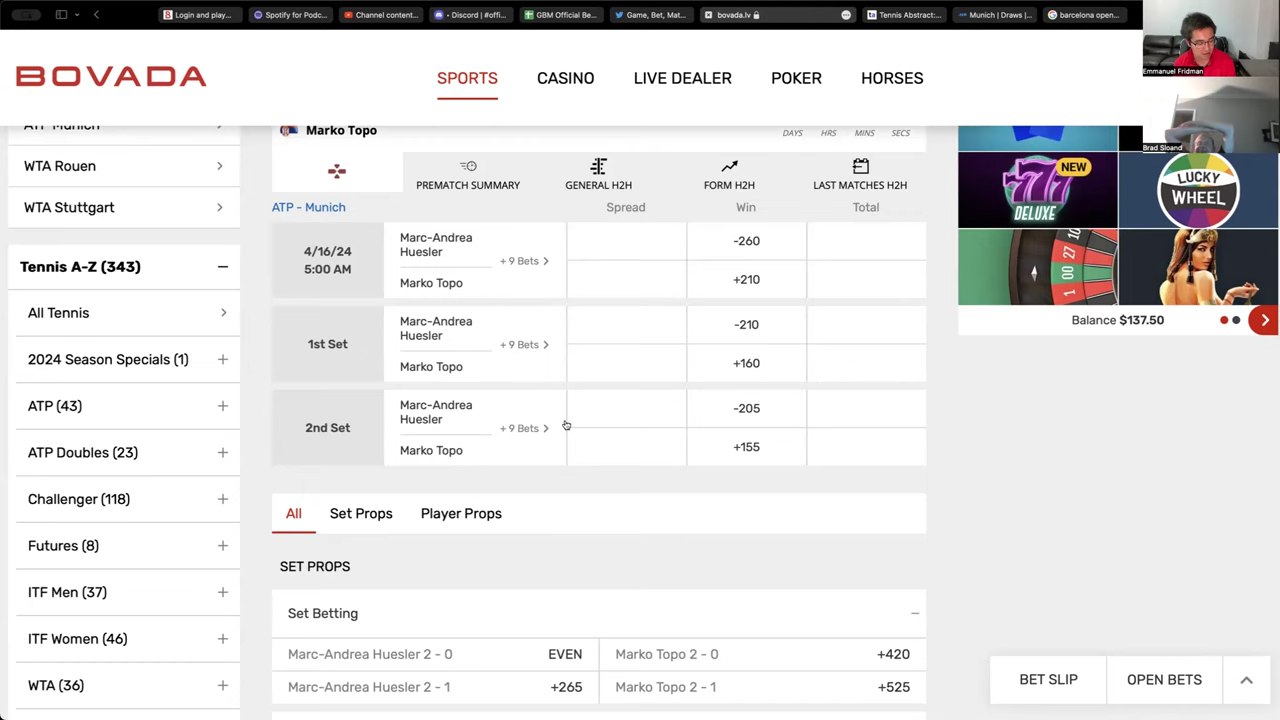 Login and play...
Spotify for Podc...
Channel content...
- Discord | #offi...
GBM Official Be...
Game, Bet, Mat...
bovada.lv
Tennis Abstract:...
Munich | Draws |...
barcelona open...
BOVADA
SPORTS
CASINO
LIVE DEALER
POKER
HORSES
Emmanuel Fridman
Brad Sloand
ATP Munich
WTA Rouen
WTA Stuttgart
Tennis A-Z (343)
All Tennis
2024 Season Specials (1)
ATP (43)
ATP Doubles (23)
Challenger (118)
Futures (8)
ITF Men (37)
ITF Women (46)
WTA (36)
Marko Topo
DAYS HRS MINS SECS
PREMATCH SUMMARY
GENERAL H2H
FORM H2H
LAST MATCHES H2H
ATP - Munich
Spread
Win
Total
4/16/24
5:00 AM
Marc-Andrea
Huesler
Marko Topo
+ 9 Bets
-260
+210
1st Set
Marc-Andrea
Huesler
Marko Topo
+ 9 Bets
-210
+160
2nd Set
Marc-Andrea
Huesler
Marko Topo
+ 9 Bets
-205
+155
All
Set Props
Player Props
SET PROPS
Set Betting
Marc-Andrea Huesler 2 - 0 EVEN
Marko Topo 2 - 0 +420
Marc-Andrea Huesler 2 - 1 +265
Marko Topo 2 - 1 +525
NEW
777
DELUXE
LUCKY
WHEEL
Balance $137.50
BET SLIP
OPEN BETS